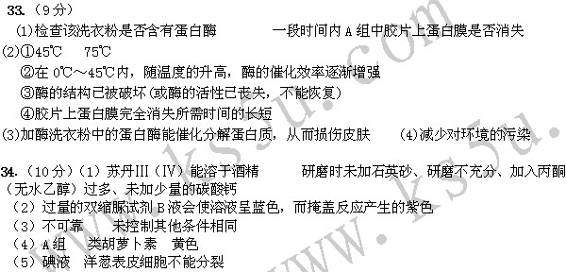 33.（9分）
(1)检查该洗衣粉是否含有蛋白酶　　　一段时间内A组中胶片上蛋白膜是否消失
(2)①45℃　75℃
②在0℃～45℃内，随温度的升高，酶的催化效率逐渐增强
③酶的结构已被破坏(或酶的活性已丧失，不能恢复)
④胶片上蛋白膜完全消失所需时间的长短
(3)加酶洗衣粉中的蛋白酶能催化分解蛋白质，从而损伤皮肤　　(4)减少对环境的污染
34.（10分）（1）苏丹III（IV）能溶于酒精　　　研磨时未加石英砂、研磨不充分、加入丙酮
（无水乙醇）过多、未加少量的碳酸钙
（2）过量的双缩脲试剂B液会使溶液呈蓝色，而掩盖反应产生的紫色
（3）不可靠　　未控制其他条件相同
（4）A组　类胡萝卜素　黄色
（5）碘液　洋葱表皮细胞不能分裂
www.ks5u.com